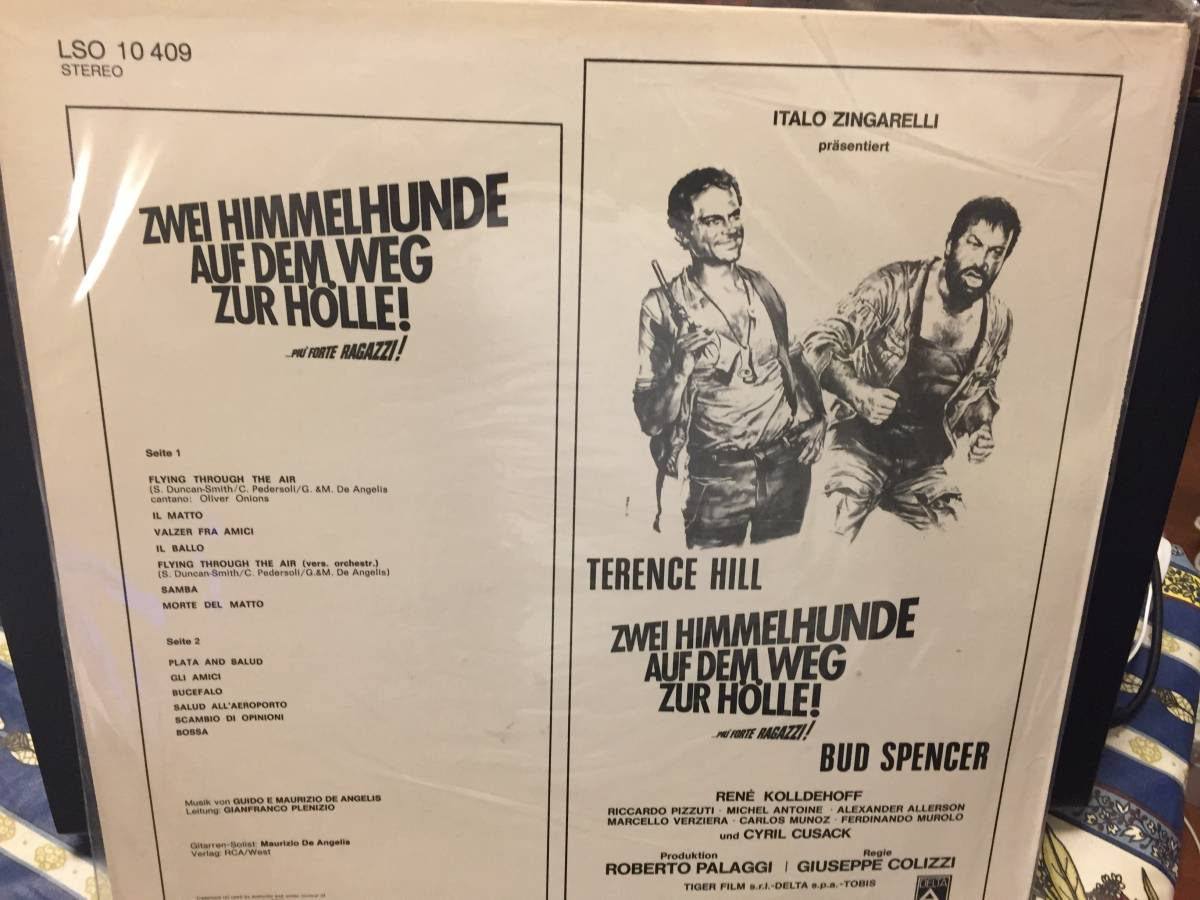 LSO 10 409
STEREO
ZWEI HIMMELHUNDE
AUF DEM WEG
ZUR HÖLLE!
...PIU' FORTE RAGAZZI!
Seite 1
FLYING THROUGH THE AIR
(S. Duncan-Smith/C. Pedersoli/G. &M. De Angelis
cantano: Oliver Onions
IL MATTO
VALZER FRA AMICI
IL BALLO
FLYING THROUGH THE AIR (vers. orchestr.)
(S. Duncan-Smith/C. Pedersoli/G.&M. De Angelis)
SAMBA
MORTE DEL MATTO
Seite 2
PLATA AND SALUD
GLI AMICI
BUCEFALO
SALUD ALL'AEROPORTO
SCAMBIO DI OPINIONI
BOSSA
Musik von GUIDO E MAURIZIO DE ANGELIS
Leitung: GIANFRANCO PLENIZIO
Gitarren-Solist: Maurizio De Angelis
Verlag: RCA/West
ITALO ZINGARELLI
präsentiert
TERENCE HILL
ZWEI HIMMELHUNDE
AUF DEM WEG
ZUR HÖLLE!
...PIU' FORTE RAGAZZI!
BUD SPENCER
RENÉ KOLLDEHOFF
RICCARDO PIZZUTI · MICHEL ANTOINE · ALEXANDER ALLERSON
MARCELLO VERZIERA · CARLOS MUNOZ · FERDINANDO MUROLO
und CYRIL CUSACK
Produktion
ROBERTO PALAGGI
Regie
GIUSEPPE COLIZZI
TIGER FILM s.r.l.-DELTA s.p.a.-TOBIS
DELTA